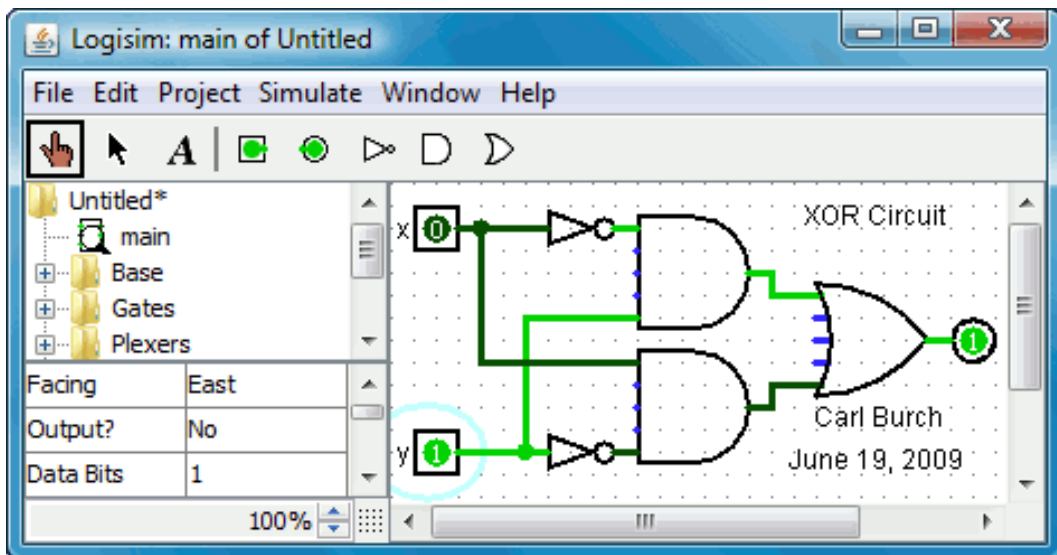 Logisim: main of Untitled
File Edit Project Simulate Window Help
A
Untitled*
main
Base
Gates
Plexers
Facing East
Output? No
Data Bits 1
100%
XOR Circuit
x 0
1
y 1
Carl Burch
June 19, 2009